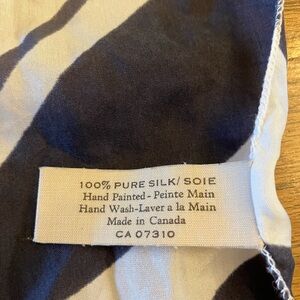 100% PURE SILK/ SOIE
Hand Painted - Peinte Main
Hand Wash-Laver a la Main
Made in Canada
CA 07310